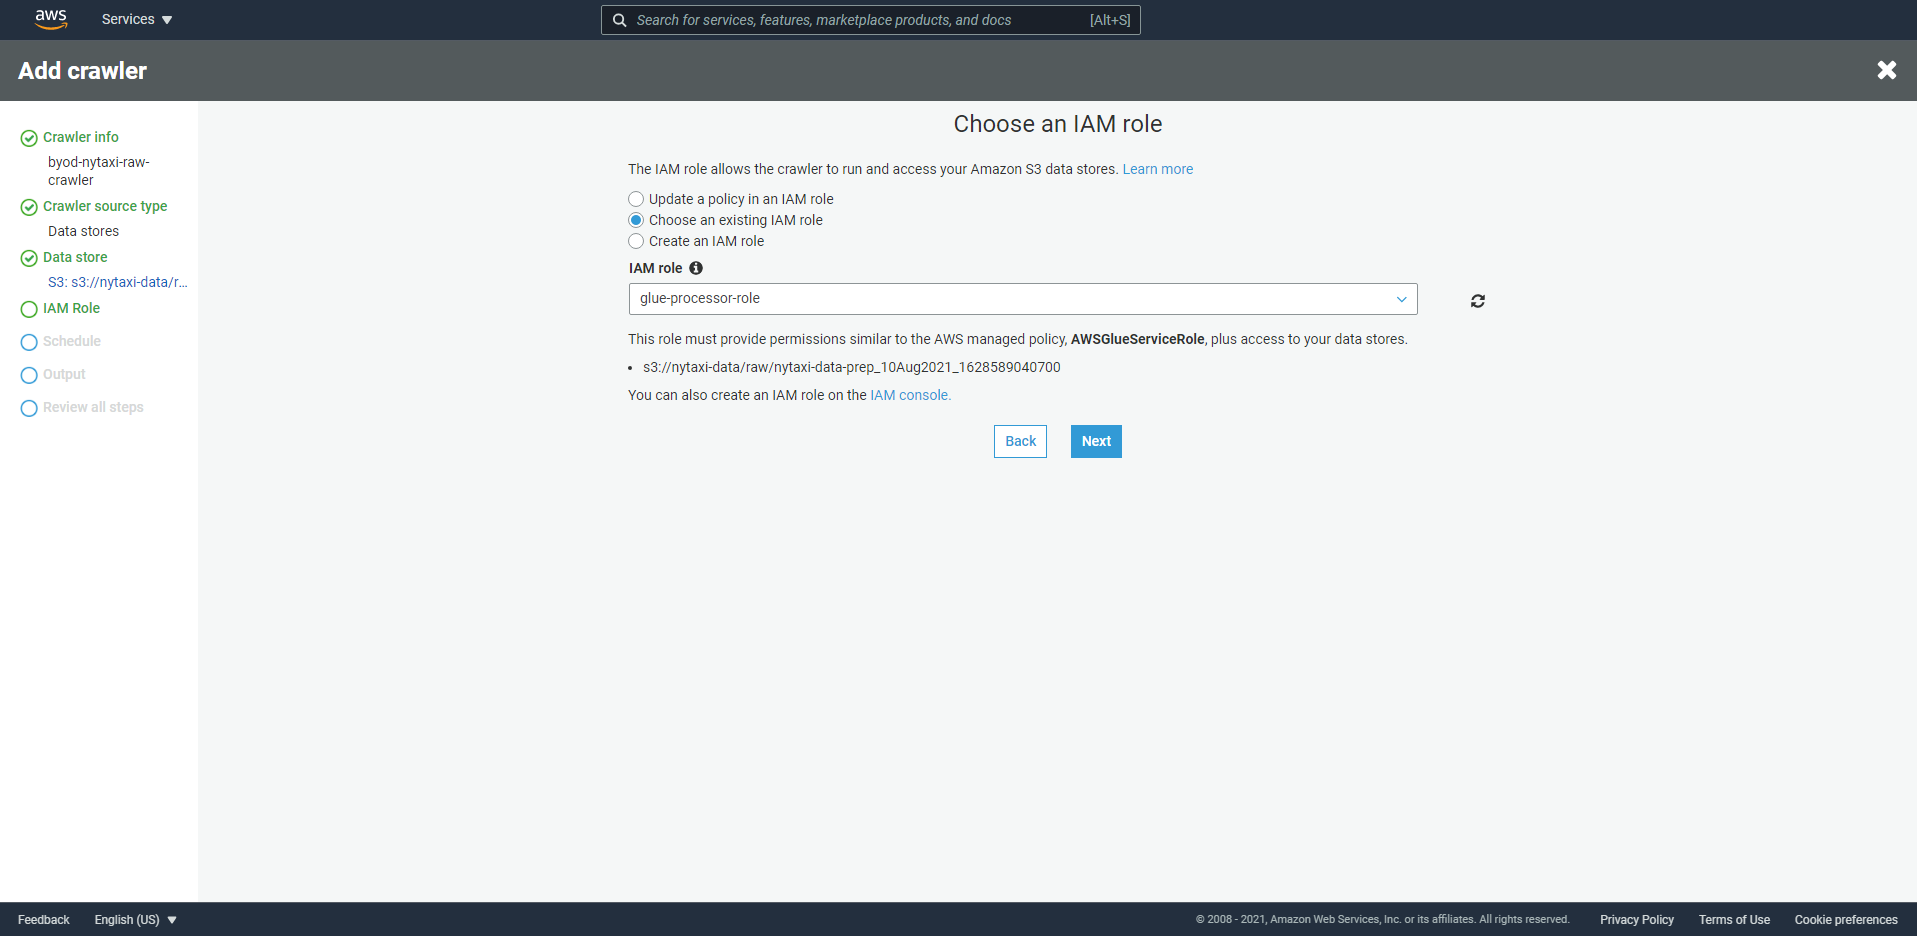 aws
Services
Search for services, features, marketplace products, and docs
[Alt+S]
Add crawler
Crawler info
byod-nytaxi-raw-
crawler
Crawler source type
Data stores
Data store
S3: s3://nytaxi-data/r...
IAM Role
Schedule
Output
Review all steps
Choose an IAM role
The IAM role allows the crawler to run and access your Amazon S3 data stores. Learn more
Update a policy in an IAM role
Choose an existing IAM role
Create an IAM role
IAM role
glue-processor-role
This role must provide permissions similar to the AWS managed policy, AWSGlueServiceRole, plus access to your data stores.
• s3://nytaxi-data/raw/nytaxi-data-prep_10Aug2021_1628589040700
You can also create an IAM role on the IAM console.
Back
Next
Feedback
English (US)
© 2008 - 2021, Amazon Web Services, Inc. or its affiliates. All rights reserved.
Privacy Policy
Terms of Use
Cookie preferences